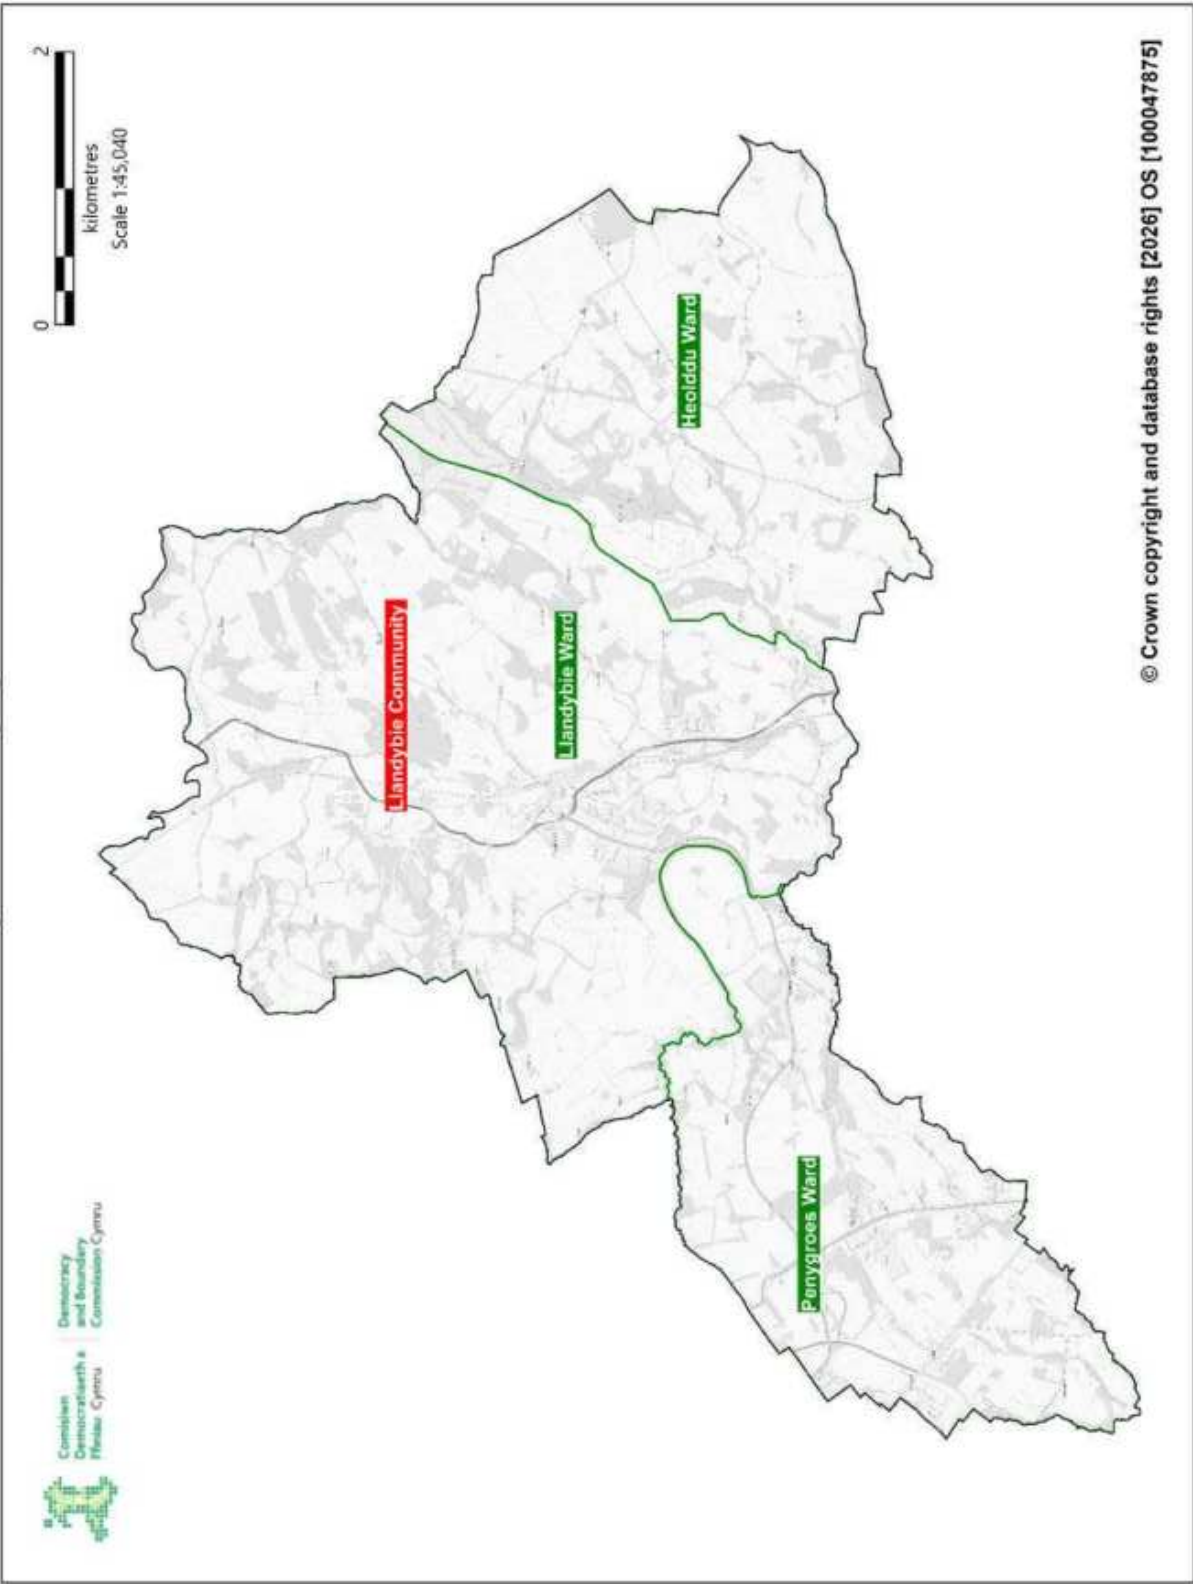 Comisiwn
Democratiaeth a
Ffiniau Cymru
Democracy
and Boundary
Commission Cymru
0
2
kilometres
Scale 1:45,040
Llandybie Community
Llandybie Ward
Heolddu Ward
Penygroes Ward
© Crown copyright and database rights [2026] OS [100047875]